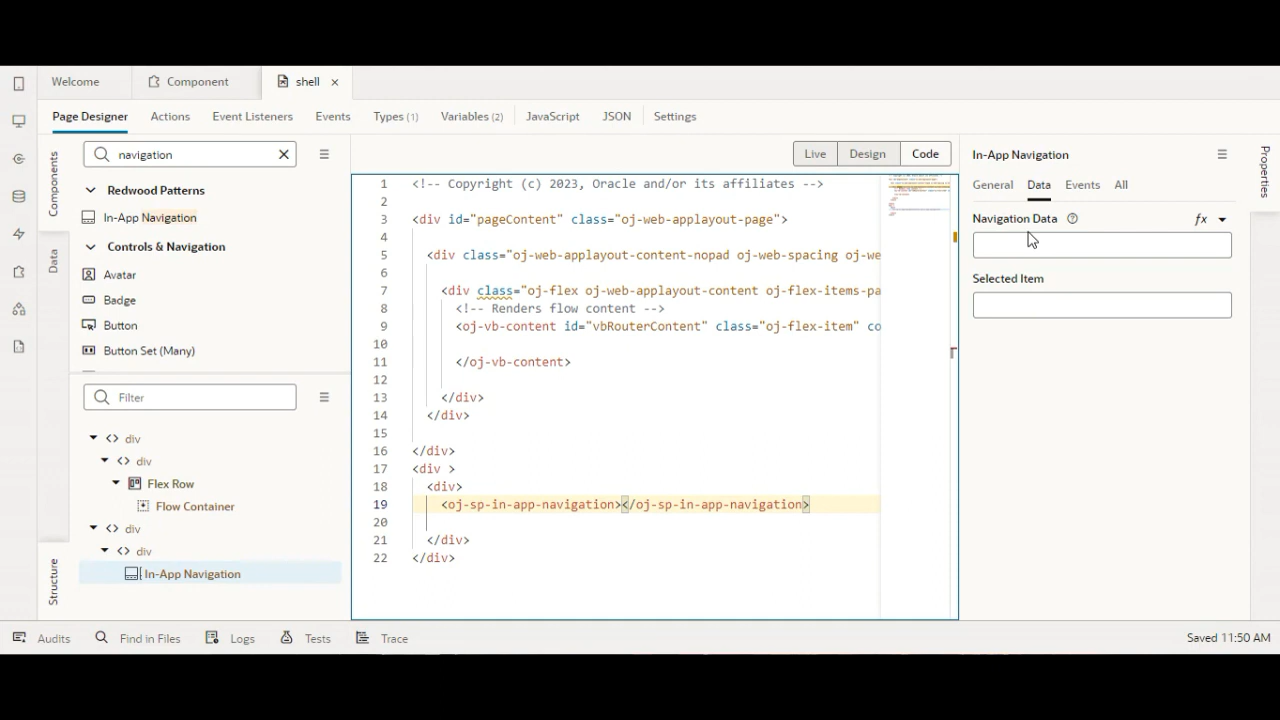 Welcome
Component
shell
Page Designer
Actions
Event Listeners
Events
Types (1)
Variables (2)
JavaScript
JSON
Settings
Components
Data
navigation
Redwood Patterns
In-App Navigation
Controls & Navigation
Avatar
Badge
Button
Button Set (Many)
Structure
Filter
<> div
<> div
Flex Row
Flow Container
<> div
<> div
In-App Navigation
Live
Design
Code
1 <!-- Copyright (c) 2023, Oracle and/or its affiliates -->
2
3 <div id="pageContent" class="oj-web-applayout-page">
4
5 <div class="oj-web-applayout-content-nopad oj-web-spacing oj-we
6
7 <div class="oj-flex oj-web-applayout-content oj-flex-items-pa
8 <!-- Renders flow content -->
9 <oj-vb-content id="vbRouterContent" class="oj-flex-item" co
10
11 </oj-vb-content>
12
13 </div>
14 </div>
15
16 </div>
17 <div >
18 <div>
19 <oj-sp-in-app-navigation></oj-sp-in-app-navigation>
20
21 </div>
22 </div>
In-App Navigation
General
Data
Events
All
Navigation Data
fx
Selected Item
Properties
Audits
Find in Files
Logs
Tests
Trace
Saved 11:50 AM